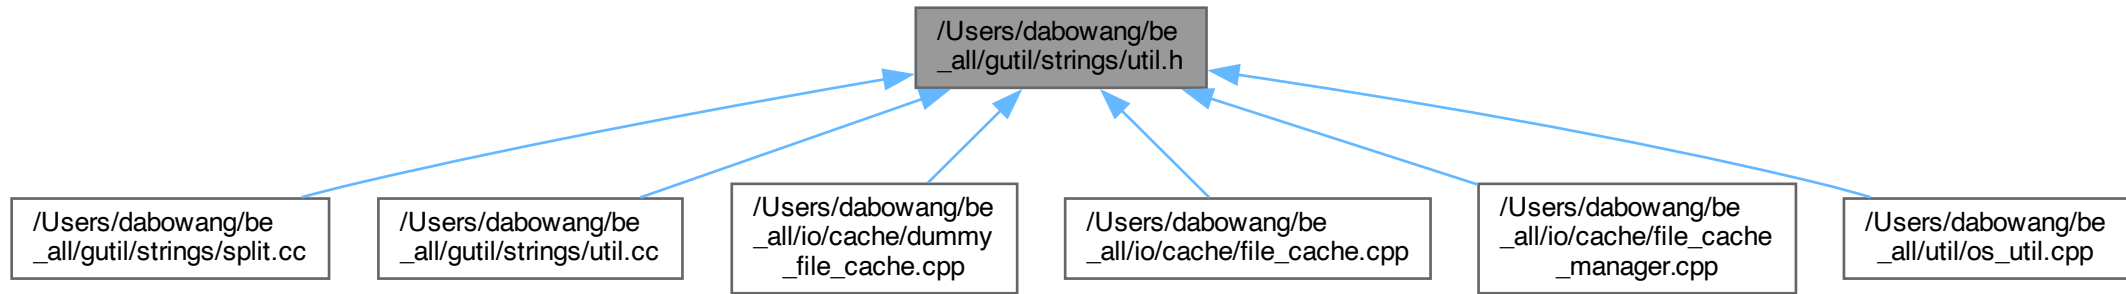 /Users/dabowang/be
_all/gutil/strings/util.h
/Users/dabowang/be
_all/gutil/strings/split.cc
/Users/dabowang/be
_all/gutil/strings/util.cc
/Users/dabowang/be
_all/io/cache/dummy
_file_cache.cpp
/Users/dabowang/be
_all/io/cache/file_cache.cpp
/Users/dabowang/be
_all/io/cache/file_cache
_manager.cpp
/Users/dabowang/be
_all/util/os_util.cpp